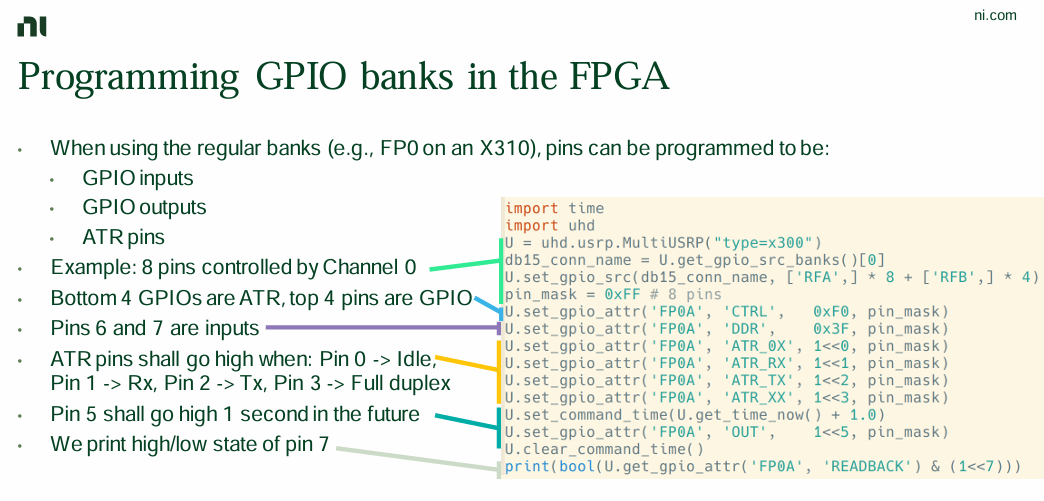 ni
ni.com
Programming GPIO banks in the FPGA
• When using the regular banks (e.g., FP0 on an X310), pins can be programmed to be:
• GPIO inputs
• GPIO outputs
• ATR pins
• Example: 8 pins controlled by Channel 0
• Bottom 4 GPIOs are ATR, top 4 pins are GPIO
• Pins 6 and 7 are inputs
• ATR pins shall go high when: Pin 0 -> Idle,
Pin 1 -> Rx, Pin 2 -> Tx, Pin 3 -> Full duplex
• Pin 5 shall go high 1 second in the future
• We print high/low state of pin 7
import time
import uhd
U = uhd.usrp.MultiUSRP("type=x300")
db15_conn_name = U.get_gpio_src_banks()[0]
U.set_gpio_src(db15_conn_name, ['RFA',] * 8 + ['RFB',] * 4)
pin_mask = 0xFF # 8 pins
U.set_gpio_attr('FP0A', 'CTRL',   0xF0, pin_mask)
U.set_gpio_attr('FP0A', 'DDR',    0x3F, pin_mask)
U.set_gpio_attr('FP0A', 'ATR_0X', 1<<0, pin_mask)
U.set_gpio_attr('FP0A', 'ATR_RX', 1<<1, pin_mask)
U.set_gpio_attr('FP0A', 'ATR_TX', 1<<2, pin_mask)
U.set_gpio_attr('FP0A', 'ATR_XX', 1<<3, pin_mask)
U.set_command_time(U.get_time_now() + 1.0)
U.set_gpio_attr('FP0A', 'OUT',    1<<5, pin_mask)
U.clear_command_time()
print(bool(U.get_gpio_attr('FP0A', 'READBACK') & (1<<7)))